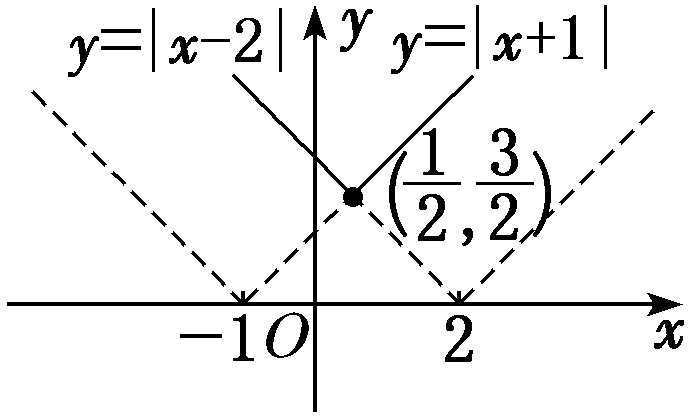 y=|x−2| y y=|x+1|
(1/2, 3/2)
−1 O 2 x